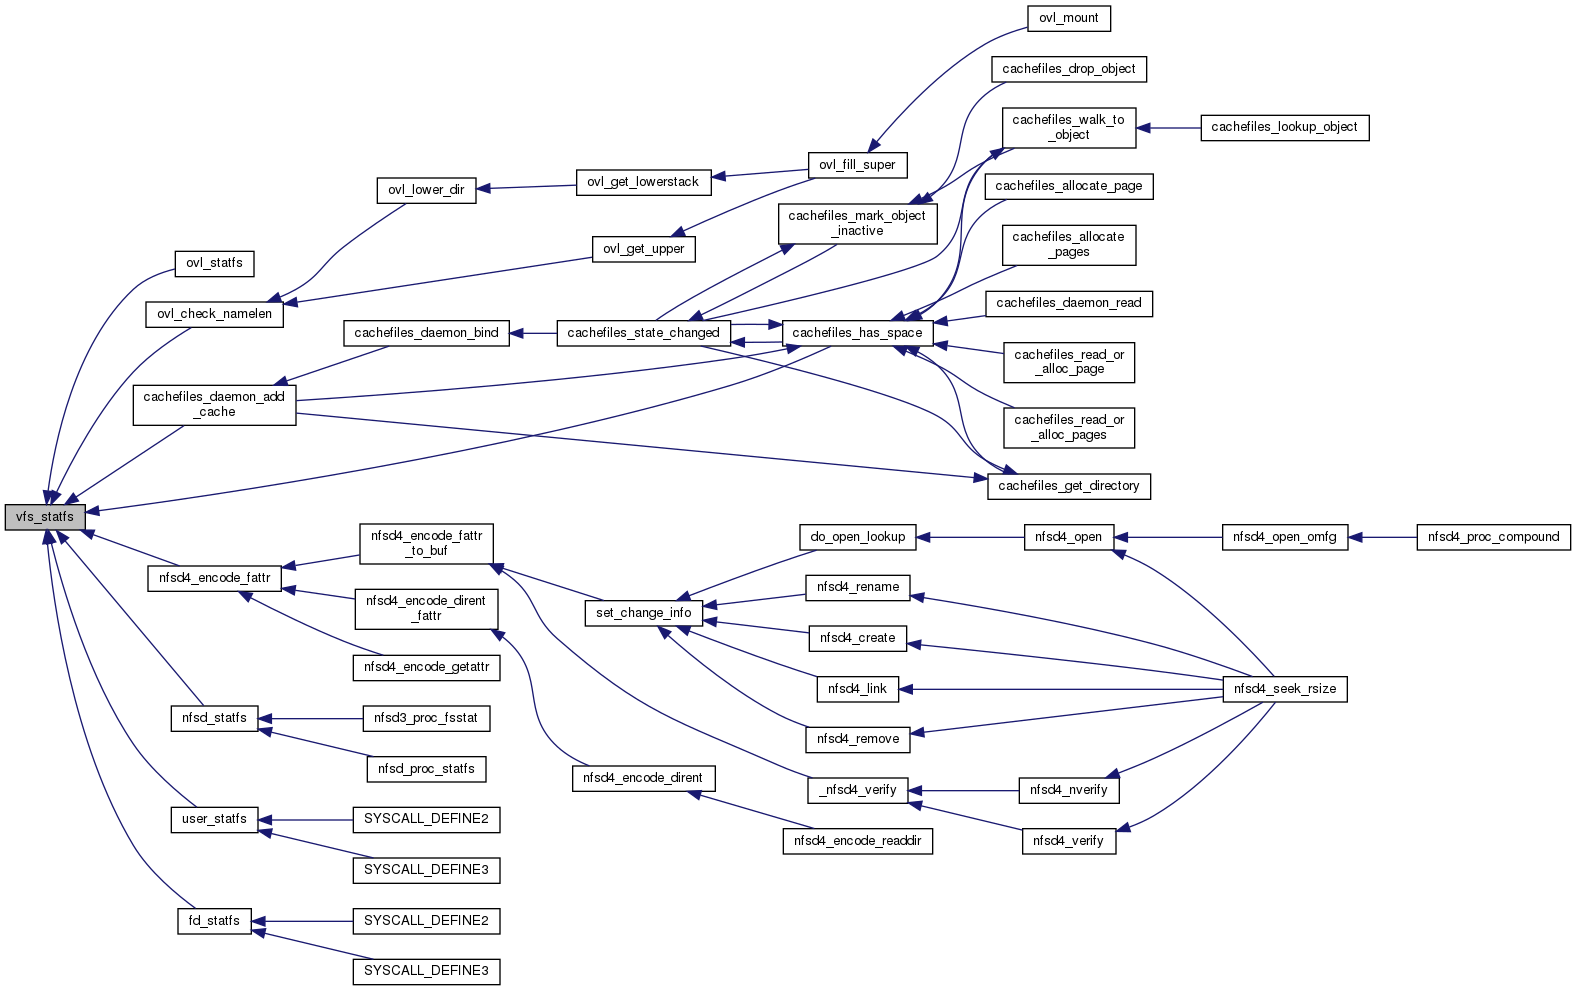 ovl_mount
cachefiles_drop_object
cachefiles_walk_to
_object
cachefiles_lookup_object
ovl_fill_super
ovl_get_lowerstack
ovl_lower_dir
cachefiles_allocate_page
cachefiles_mark_object
_inactive
cachefiles_allocate
_pages
ovl_get_upper
ovl_statfs
ovl_check_namelen
cachefiles_daemon_read
cachefiles_daemon_bind
cachefiles_state_changed
cachefiles_has_space
cachefiles_read_or
_alloc_page
cachefiles_daemon_add
_cache
cachefiles_read_or
_alloc_pages
cachefiles_get_directory
vfs_statfs
nfsd4_encode_fattr
_to_buf
do_open_lookup
nfsd4_open
nfsd4_open_omfg
nfsd4_proc_compound
nfsd4_encode_fattr
nfsd4_rename
nfsd4_encode_dirent
_fattr
set_change_info
nfsd4_create
nfsd4_encode_getattr
nfsd4_link
nfsd4_seek_rsize
nfsd_statfs
nfsd3_proc_fsstat
nfsd4_remove
nfsd_proc_statfs
nfsd4_encode_dirent
_nfsd4_verify
nfsd4_nverify
user_statfs
SYSCALL_DEFINE2
nfsd4_encode_readdir
nfsd4_verify
SYSCALL_DEFINE3
fd_statfs
SYSCALL_DEFINE2
SYSCALL_DEFINE3